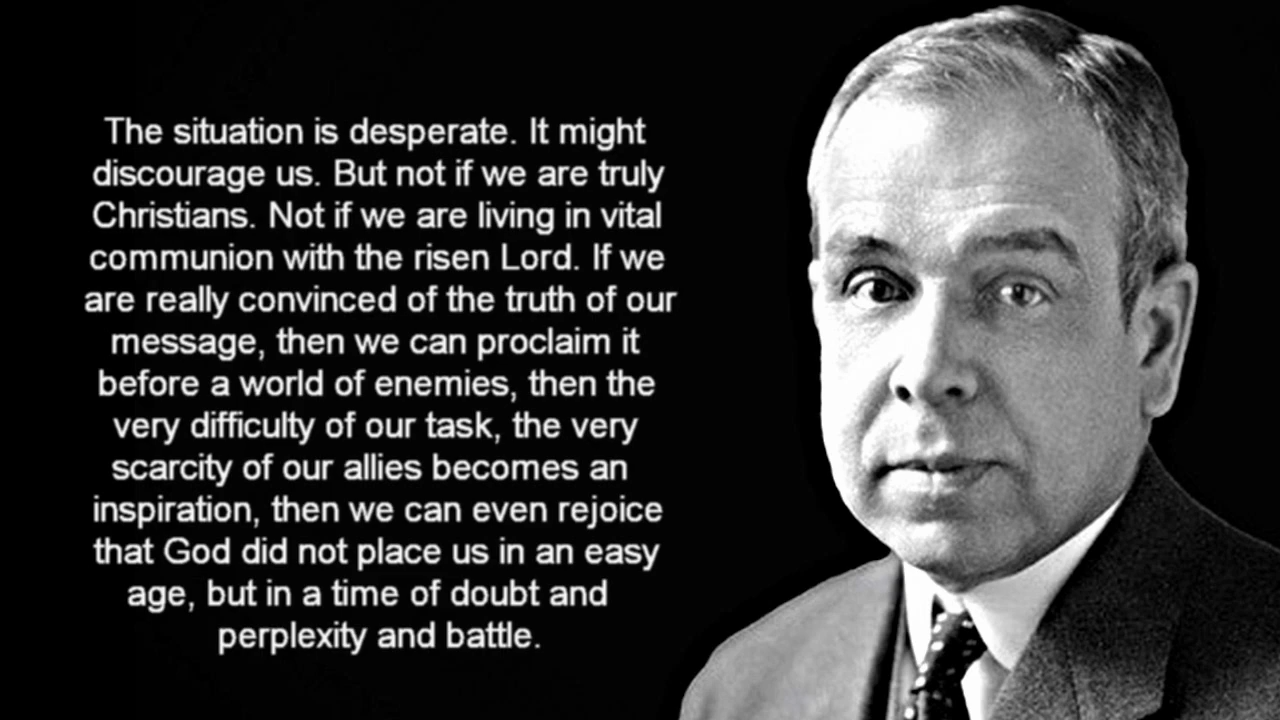 The situation is desperate. It might
discourage us. But not if we are truly
Christians. Not if we are living in vital
communion with the risen Lord. If we
are really convinced of the truth of our
message, then we can proclaim it
before a world of enemies, then the
very difficulty of our task, the very
scarcity of our allies becomes an
inspiration, then we can even rejoice
that God did not place us in an easy
age, but in a time of doubt and
perplexity and battle.